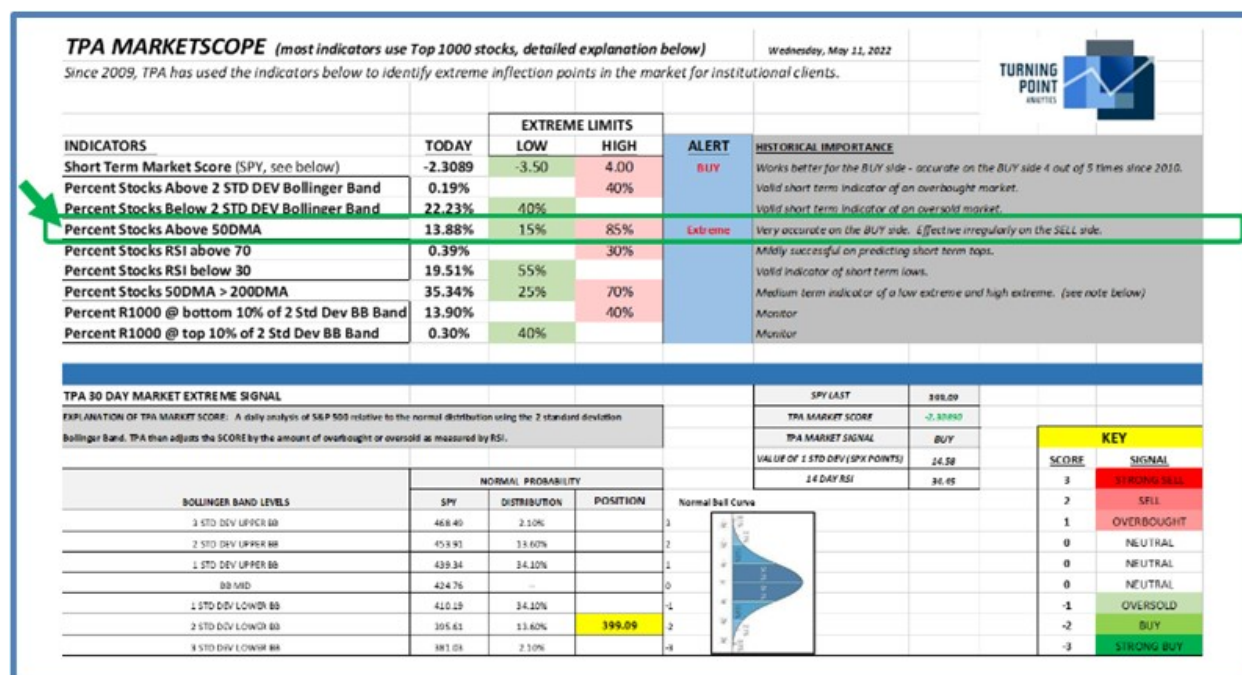 TPA MARKETSCOPE (most indicators use Top 1000 stocks, detailed explanation below) Wednesday, May 11, 2022
Since 2009, TPA has used the indicators below to identify extreme inflection points in the market for institutional clients.
TURNING
POINT
ANALYTICS
EXTREME LIMITS
INDICATORS TODAY LOW HIGH ALERT HISTORICAL IMPORTANCE
Short Term Market Score (SPY, see below) -2.3089 -3.50 4.00 BUY Works better for the BUY side - accurate on the BUY side 4 out of 5 times since 2010.
Percent Stocks Above 2 STD DEV Bollinger Band 0.19% 40% Valid short term indicator of an overbought market.
Percent Stocks Below 2 STD DEV Bollinger Band 22.23% 40% Valid short term indicator of an oversold market.
Percent Stocks Above 50DMA 13.88% 15% 85% Extreme Very accurate on the BUY side. Effective irregularly on the SELL side.
Percent Stocks RSI above 70 0.39% 30% Mildly successful on predicting short term tops.
Percent Stocks RSI below 30 19.51% 55% Valid indicator of short term lows.
Percent Stocks 50DMA > 200DMA 35.34% 25% 70% Medium term indicator of a low extreme and high extreme. (see note below)
Percent R1000 @ bottom 10% of 2 Std Dev BB Band 13.90% 40% Monitor
Percent R1000 @ top 10% of 2 Std Dev BB Band 0.30% 40% Monitor
TPA 30 DAY MARKET EXTREME SIGNAL
EXPLANATION OF TPA MARKET SCORE: A daily analysis of S&P 500 relative to the normal distribution using the 2 standard deviation
Bollinger Band. TPA then adjusts the SCORE by the amount of overbought or oversold as measured by RSI.
SPY LAST 399.09
TPA MARKET SCORE
TPA MARKET SIGNAL BUY
VALUE OF 1 STD DEV (SPX POINTS) 14.58
14 DAY RSI 34.45
KEY
SCORE SIGNAL
3 STRONG SELL
2 SELL
1 OVERBOUGHT
0 NEUTRAL
0 NEUTRAL
0 NEUTRAL
-1 OVERSOLD
-2 BUY
-3 STRONG BUY
NORMAL PROBABILITY
BOLLINGER BAND LEVELS SPY DISTRIBUTION POSITION Normal Bell Curve
3 STD DEV UPPER BB 468.49 2.10% 3
2 STD DEV UPPER BB 453.91 13.60% 2
1 STD DEV UPPER BB 439.34 34.10% 1
BB MID 424.76 -- 0
1 STD DEV LOWER BB 410.19 34.10% -1
2 STD DEV LOWER BB 395.61 13.60% 399.09 -2
3 STD DEV LOWER BB 381.03 2.10% -3